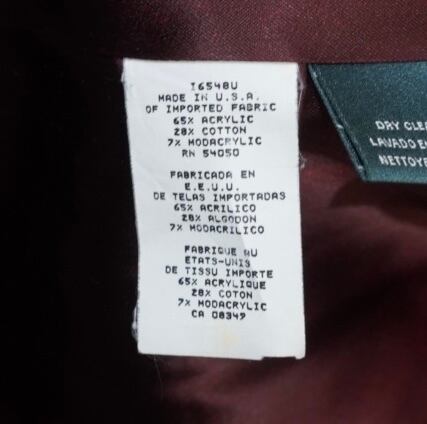 I6548U
MADE IN U.S.A.
OF IMPORTED FABRIC
65% ACRYLIC
28% COTTON
7% MODACRYLIC
RN 54050
FABRICADA EN
E.E.U.U.
DE TELAS IMPORTADAS
65% ACRILICO
28% ALGODON
7% MODACRILICO
FABRIQUE AU
ETATS-UNIS
DE TISSU IMPORTE
65% ACRYLIQUE
28% COTON
7% MODACRYLIC
CA 08349
DRY CLE
LAVADO E
NETTOYE